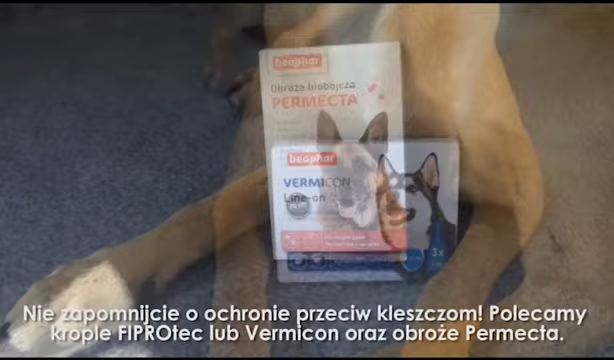 beaphar
Obroża biobójcza
PERMECTA
beaphar
VERMICON
Line-on
3x
Nie zapomnijcie o ochronie przeciw kleszczom! Polecamy
krople FIPROtec lub Vermicon oraz obroże Permecta.